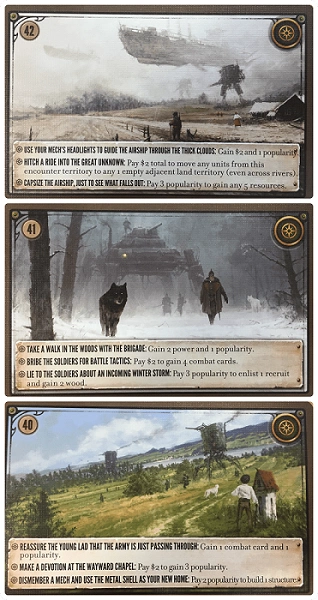 42
USE YOUR MECH'S HEADLIGHTS TO GUIDE THE AIRSHIP THROUGH THE THICK CLOUDS: Gain $2 and 1 popularity.
HITCH A RIDE INTO THE GREAT UNKNOWN: Pay $2 total to move any units from this
encounter territory to any 1 empty adjacent land territory (even across rivers).
CAPSIZE THE AIRSHIP, JUST TO SEE WHAT FALLS OUT: Pay 3 popularity to gain any 5 resources.
41
TAKE A WALK IN THE WOODS WITH THE BRIGADE: Gain 2 power and 1 popularity.
BRIBE THE SOLDIERS FOR BATTLE TACTICS: Pay $2 to gain 4 combat cards.
LIE TO THE SOLDIERS ABOUT AN INCOMING WINTER STORM: Pay 3 popularity to enlist 1 recruit
and gain 2 wood.
40
REASSURE THE YOUNG LAD THAT THE ARMY IS JUST PASSING THROUGH: Gain 1 combat card and 1
popularity.
MAKE A DEVOTION AT THE WAYWARD CHAPEL: Pay $2 to gain 3 popularity.
DISMEMBER A MECH AND USE THE METAL SHELL AS YOUR NEW HOME: Pay 2 popularity to build 1 structure.